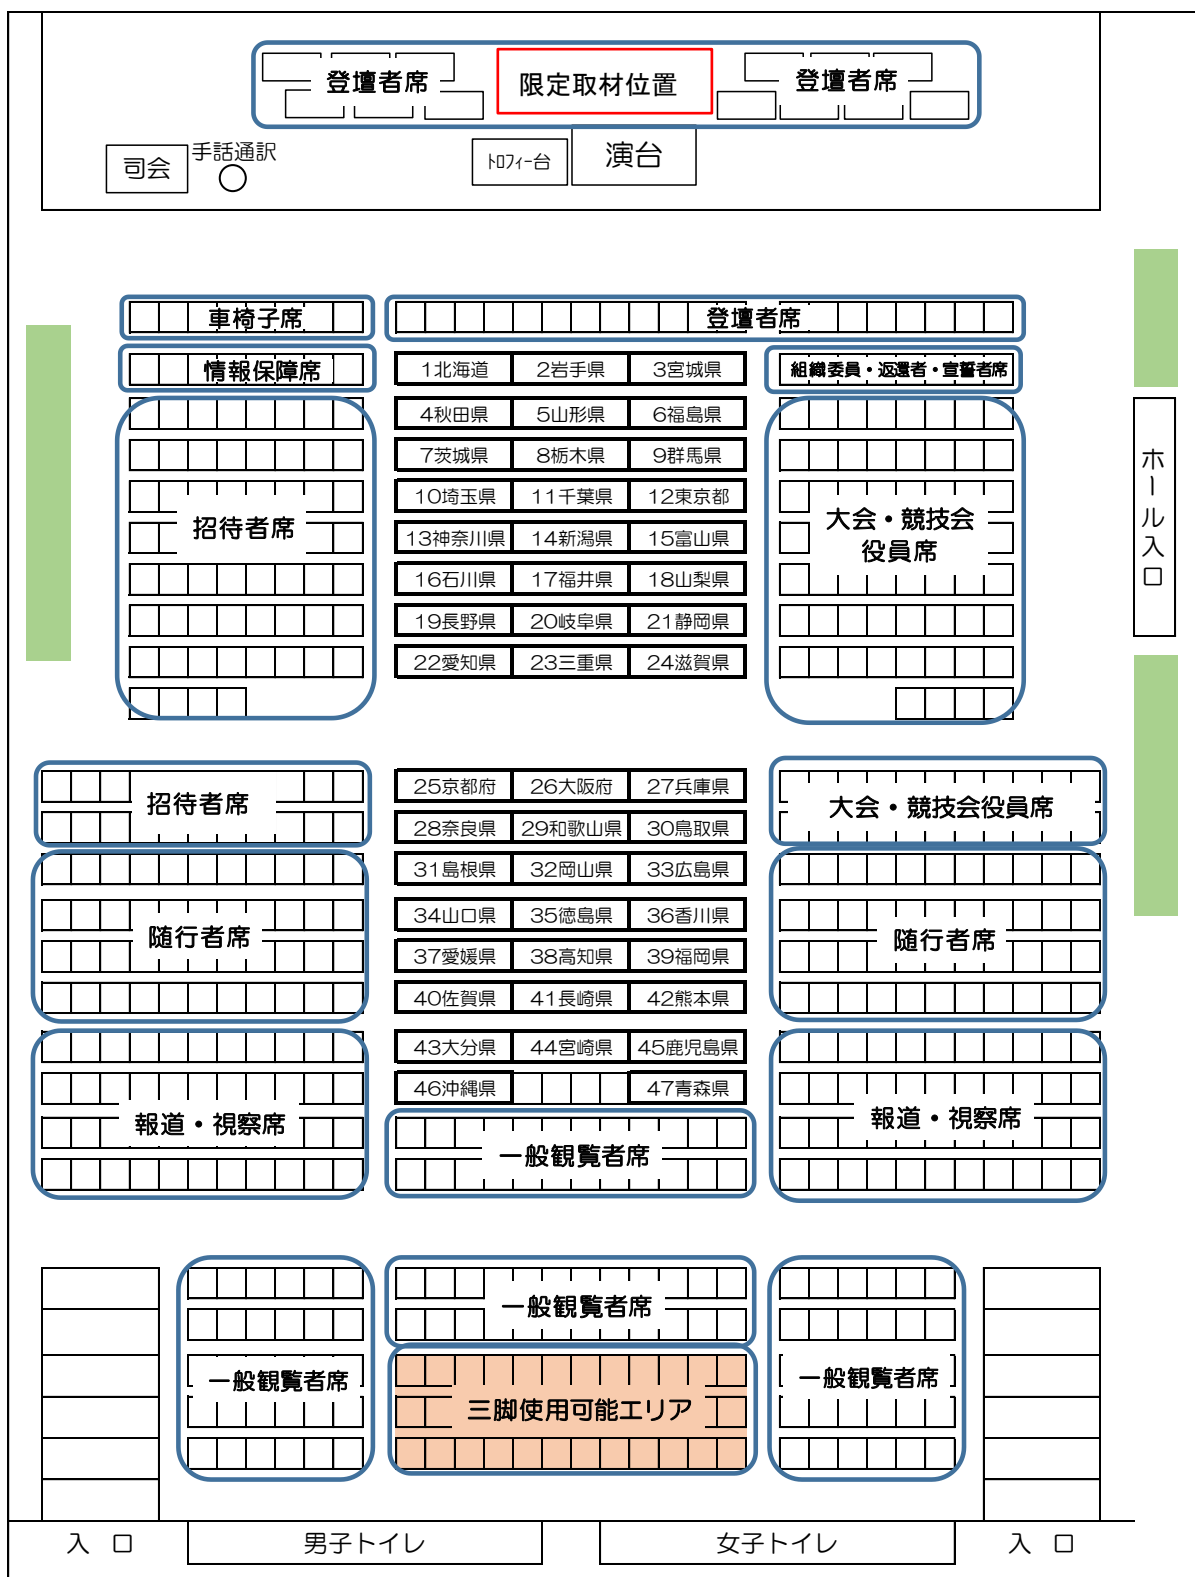 登壇者席
限定取材位置
登壇者席
司会
手話通訳
トロフィー台
演台
車椅子席
登壇者席
情報保障席
1北海道
2岩手県
3宮城県
組織委員・返還者・宣誓者席
4秋田県
5山形県
6福島県
7茨城県
8栃木県
9群馬県
10埼玉県
11千葉県
12東京都
13神奈川県
14新潟県
15富山県
16石川県
17福井県
18山梨県
19長野県
20岐阜県
21静岡県
22愛知県
23三重県
24滋賀県
招待者席
大会・競技会
役員席
ホール入口
招待者席
25京都府
26大阪府
27兵庫県
大会・競技会役員席
28奈良県
29和歌山県
30鳥取県
31島根県
32岡山県
33広島県
34山口県
35徳島県
36香川県
随行者席
随行者席
37愛媛県
38高知県
39福岡県
40佐賀県
41長崎県
42熊本県
43大分県
44宮崎県
45鹿児島県
46沖縄県
47青森県
報道・視察席
報道・視察席
一般観覧者席
一般観覧者席
一般観覧者席
一般観覧者席
三脚使用可能エリア
入口
男子トイレ
女子トイレ
入口